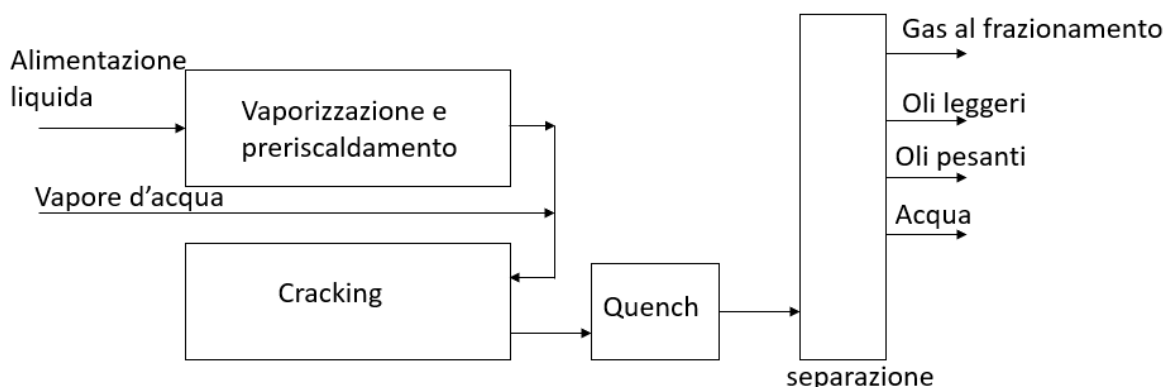 Alimentazione
liquida
Vaporizzazione e
preriscaldamento
Vapore d'acqua
Cracking
Quench
separazione
Gas al frazionamento
Oli leggeri
Oli pesanti
Acqua